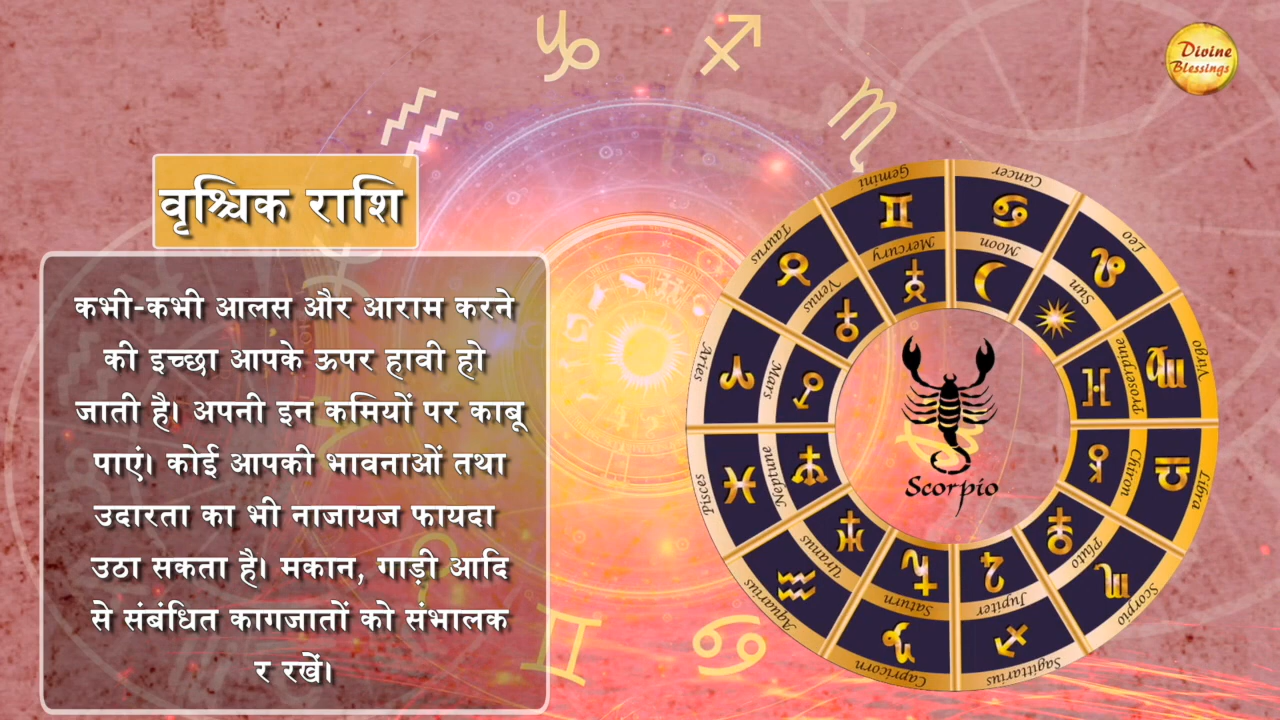 Divine
Blessings
वृश्चिक राशि
कभी-कभी आलस और आराम करने
की इच्छा आपके ऊपर हावी हो
जाती है। अपनी इन कमियों पर काबू
पाएं। कोई आपकी भावनाओं तथा
उदारता का भी नाजायज फायदा
उठा सकता है। मकान, गाड़ी आदि
से संबंधित कागजातों को संभालक
र रखें।
Gemini
Cancer
Leo
Virgo
Libra
Scorpio
Sagittarius
Capricorn
Aquarius
Pisces
Aries
Taurus
Mercury
Moon
Sun
Proserpine
Chiron
Pluto
Jupiter
Saturn
Uranus
Neptune
Mars
Venus
Scorpio
MAY